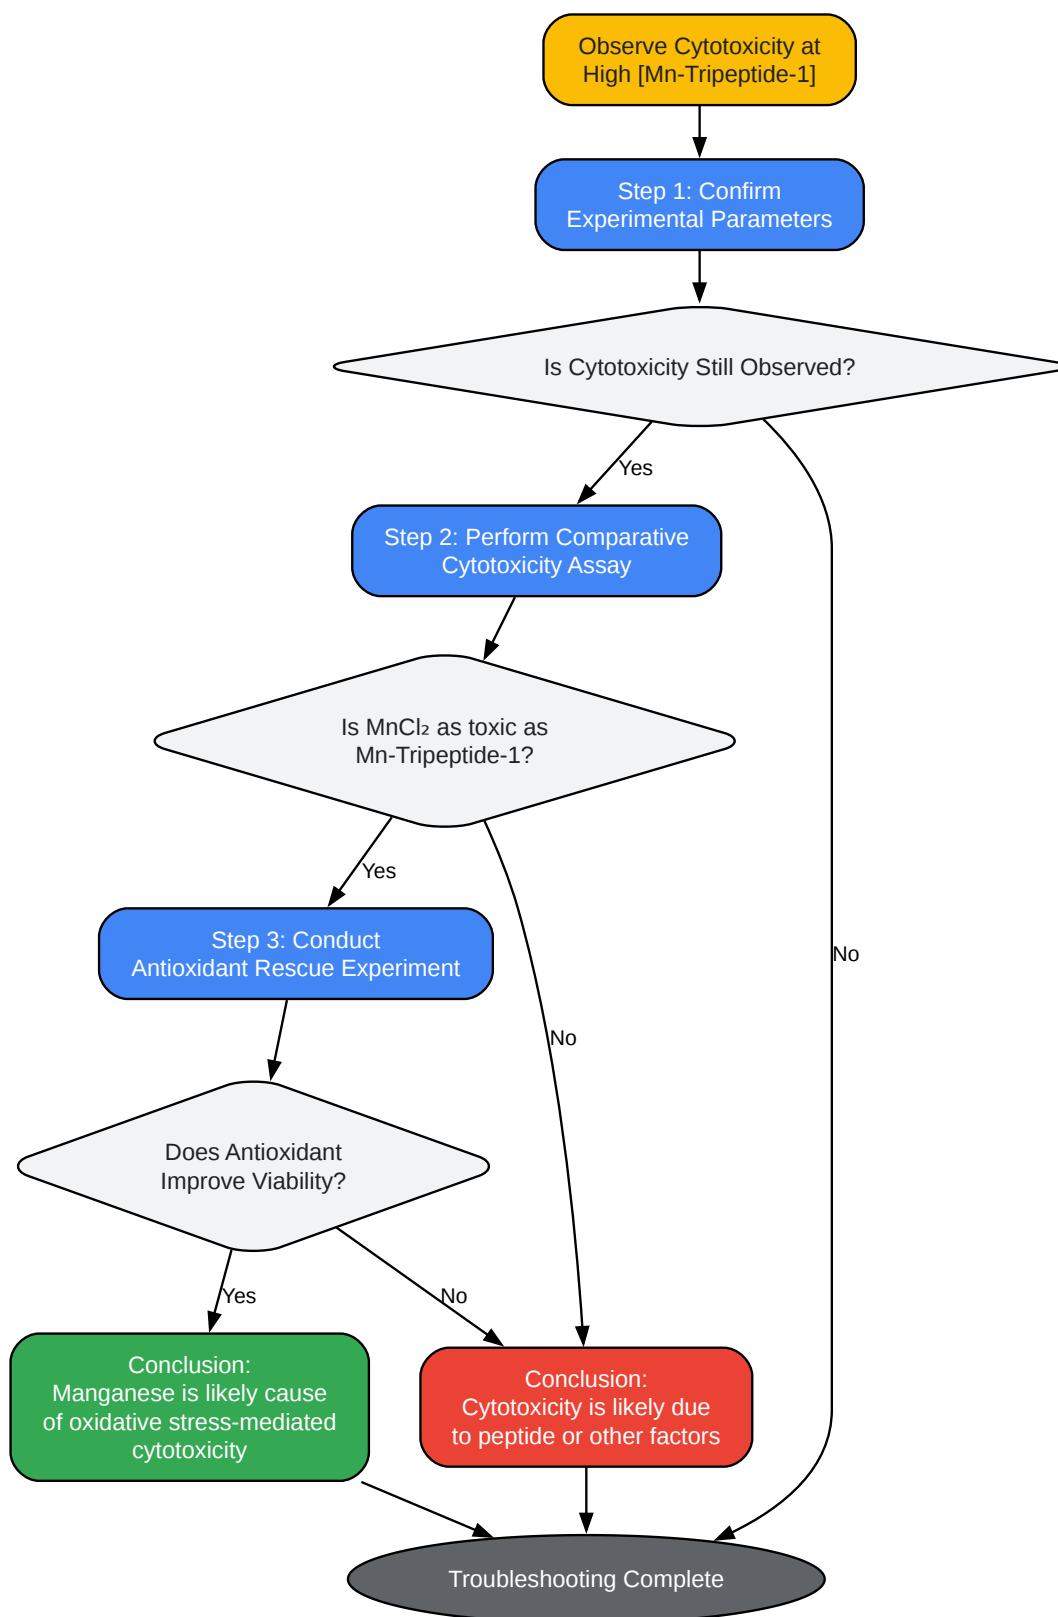 Observe Cytotoxicity at
High [Mn-Tripeptide-1]
Step 1: Confirm
Experimental Parameters
Is Cytotoxicity Still Observed?
Yes
Step 2: Perform Comparative
Cytotoxicity Assay
Is MnCl₂ as toxic as
Mn-Tripeptide-1?
Yes
Step 3: Conduct
Antioxidant Rescue Experiment
No
No
Does Antioxidant
Improve Viability?
Yes
No
Conclusion:
Manganese is likely cause
of oxidative stress-mediated
cytotoxicity
Conclusion:
Cytotoxicity is likely due
to peptide or other factors
Troubleshooting Complete